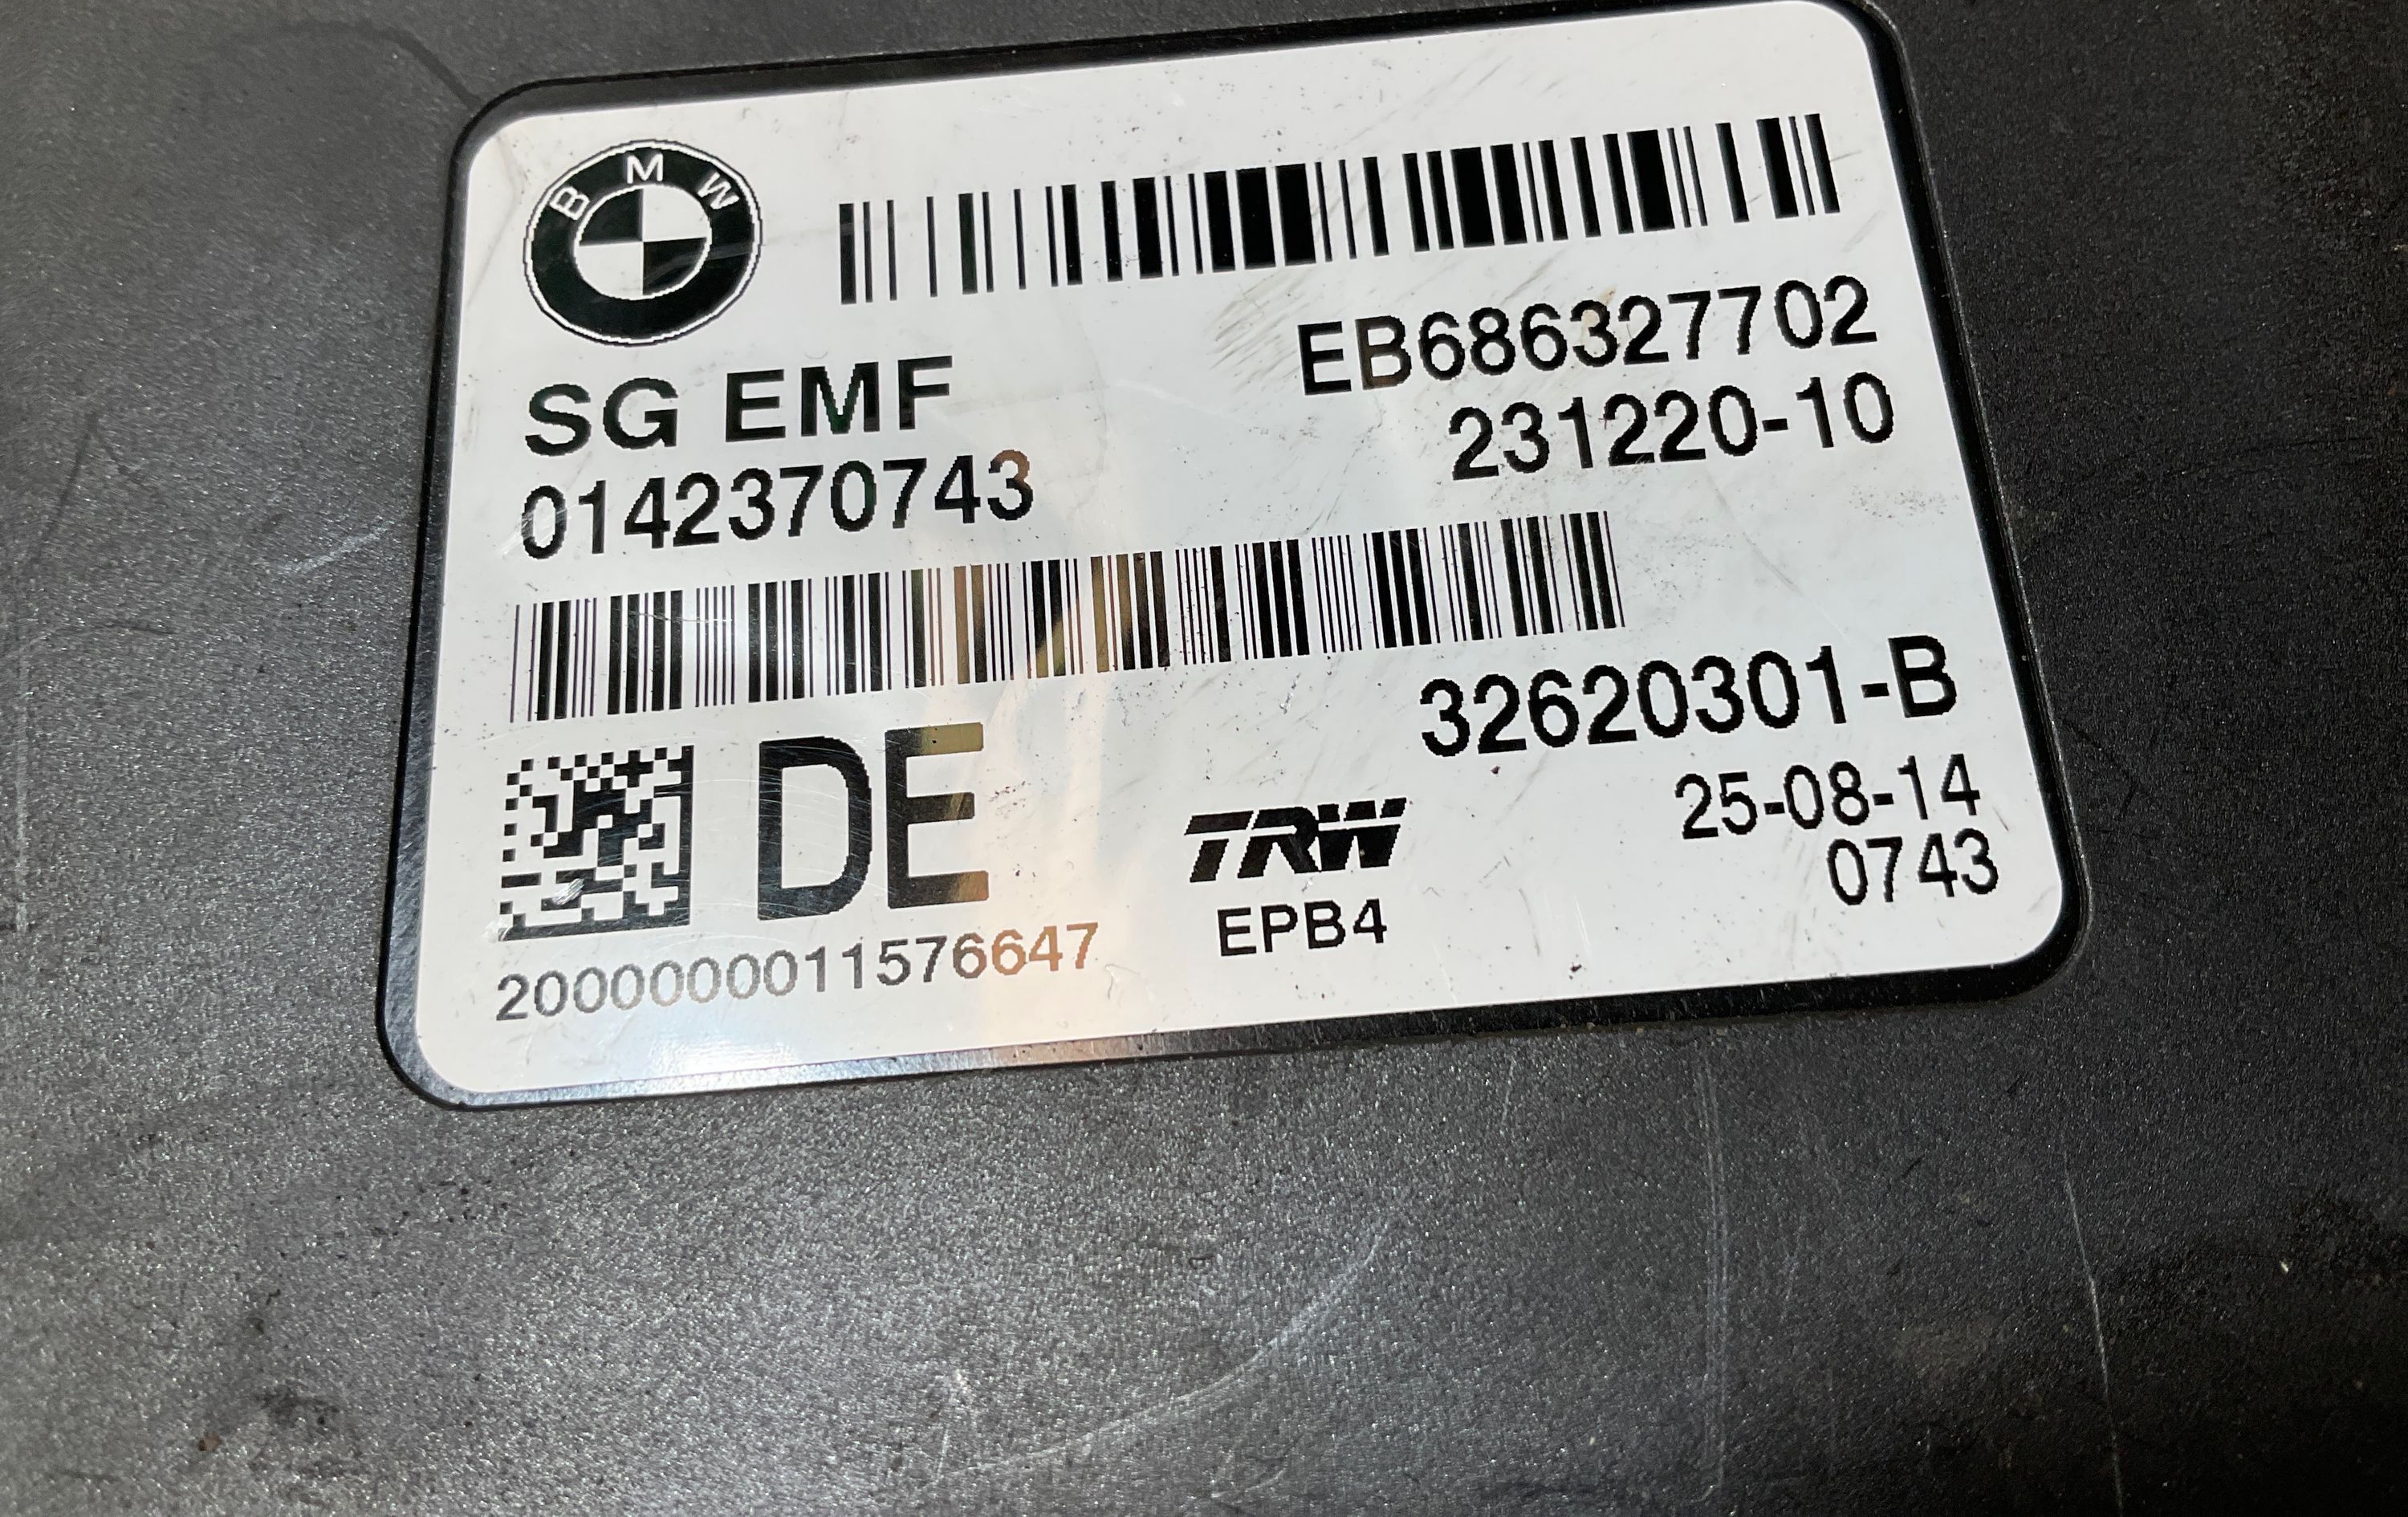 BMW
EB686327702
SG EMF
231220-10
0142370743
32620301-B
DE
25-08-14
TRW
0743
EPB4
2000000011576647